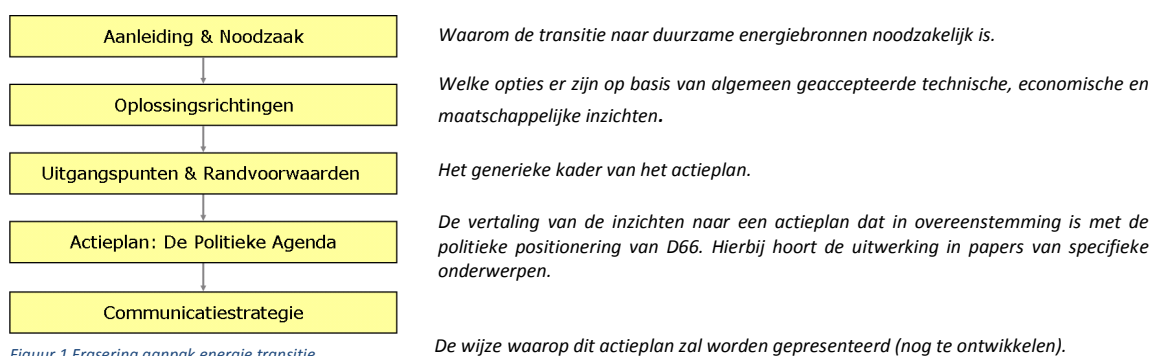 Aanleiding & Noodzaak
Waarom de transitie naar duurzame energiebronnen noodzakelijk is.
Oplossingsrichtingen
Welke opties er zijn op basis van algemeen geaccepteerde technische, economische en
maatschappelijke inzichten.
Uitgangspunten & Randvoorwaarden
Het generieke kader van het actieplan.
Actieplan: De Politieke Agenda
De vertaling van de inzichten naar een actieplan dat in overeenstemming is met de
politieke positionering van D66. Hierbij hoort de uitwerking in papers van specifieke
onderwerpen.
Communicatiestrategie
De wijze waarop dit actieplan zal worden gepresenteerd (nog te ontwikkelen).
Figuur 1 Frasering aanpak energie transitie